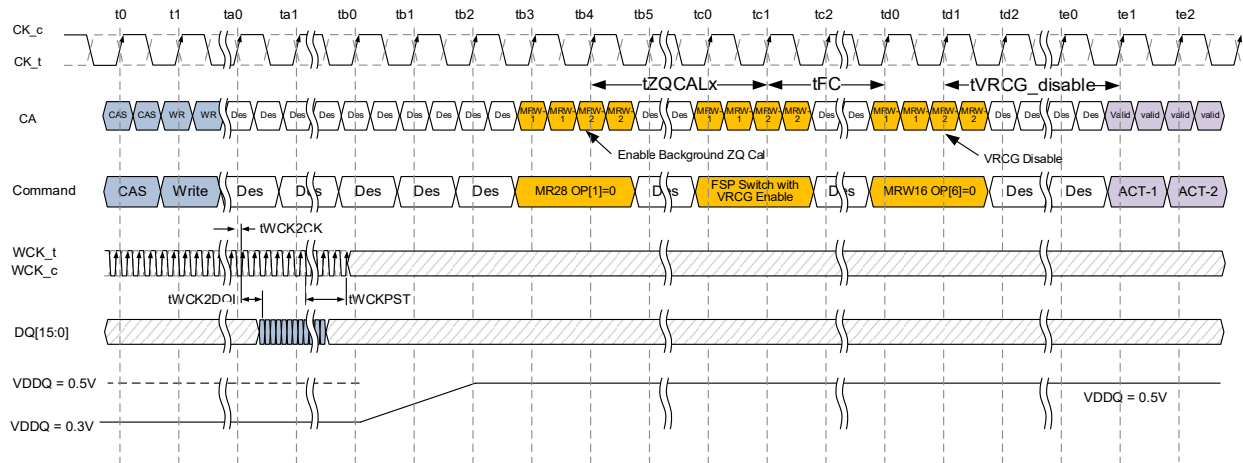 t0 t1 ta0 ta1 tb0 tb1 tb2 tb3 tb4 tb5 tc0 tc1 tc2 td0 td1 td2 te0 te1 te2
CK_c
CK_t
tZQCALx tFC tVRCG_disable
CA CAS CAS WR WR Des Des Des Des Des Des Des Des Des Des MRW-1 MRW-1 MRW-2 MRW-2 Des Des MRW-1 MRW-1 MRW-2 MRW-2 Des Des MRW-1 MRW-1 MRW-2 MRW-2 Des Des Des Des Valid valid valid valid
Enable Background ZQ Cal VRCG Disable
Command CAS Write Des Des Des Des Des MR28 OP[1]=0 Des FSP Switch with VRCG Enable Des MRW16 OP[6]=0 Des Des ACT-1 ACT-2
tWCK2CK
WCK_t
WCK_c
tWCK2DQI tWCKPST
DQ[15:0]
VDDQ = 0.5V
VDDQ = 0.5V
VDDQ = 0.3V